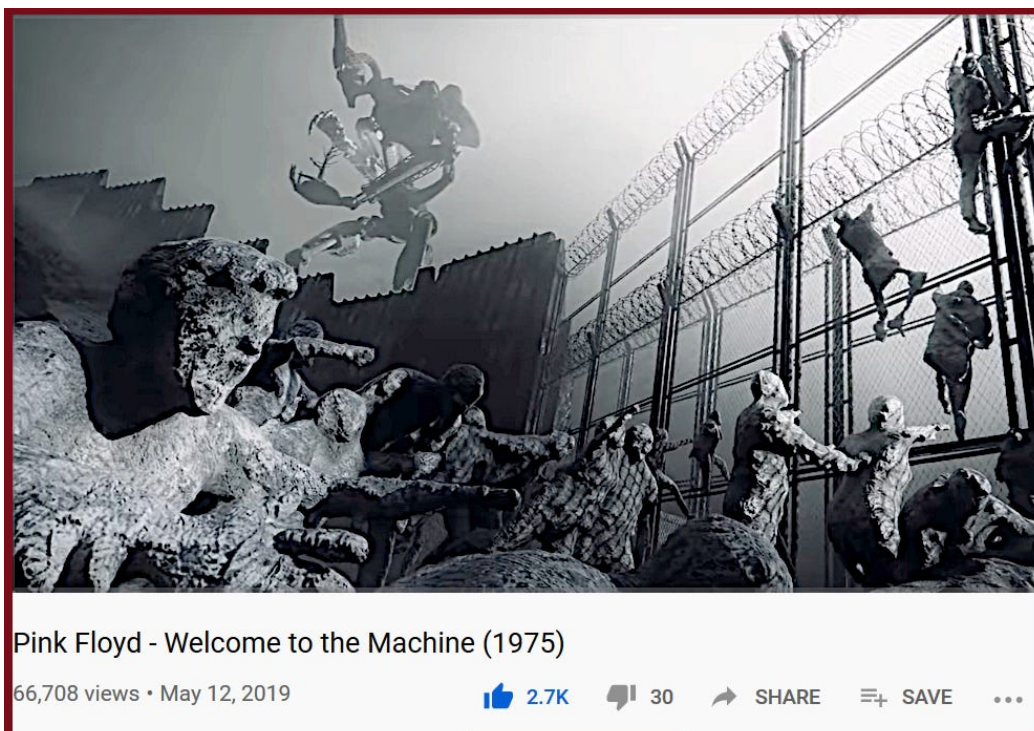 Pink Floyd - Welcome to the Machine (1975)
66,708 views • May 12, 2019 2.7K 30 SHARE SAVE